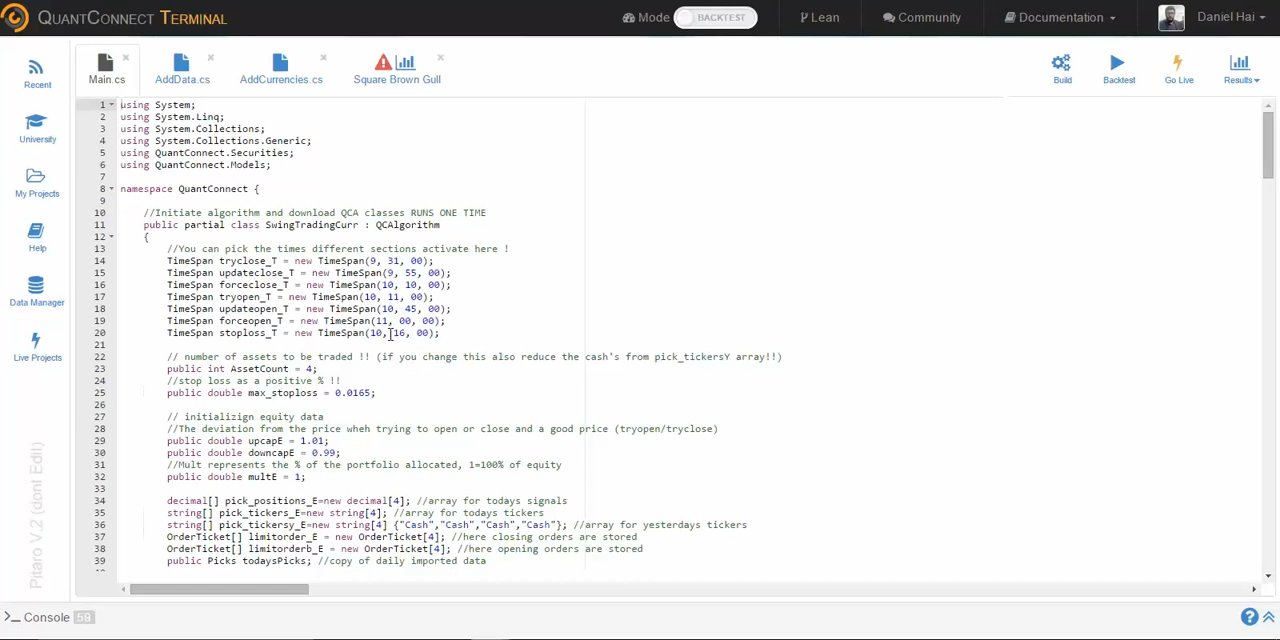 QUANTCONNECT TERMINAL
Mode BACKTEST
Lean
Community
Documentation
Daniel Hai
Recent
University
My Projects
Help
Data Manager
Live Projects
Pitaro V.2 (dont Edit)
Main.cs
AddData.cs
AddCurrencies.cs
Square Brown Gull
Build
Backtest
Go Live
Results
1 using System;
2 using System.Linq;
3 using System.Collections;
4 using System.Collections.Generic;
5 using QuantConnect.Securities;
6 using QuantConnect.Models;
7
8 namespace QuantConnect {
9
10 //Initiate algorithm and download QCA classes RUNS ONE TIME
11 public partial class SwingTradingCurr : QCAlgorithm
12 {
13 //You can pick the times different sections activate here !
14 TimeSpan tryclose_T = new TimeSpan(9, 31, 00);
15 TimeSpan updateclose_T = new TimeSpan(9, 55, 00);
16 TimeSpan forceclose_T = new TimeSpan(10, 10, 00);
17 TimeSpan tryopen_T = new TimeSpan(10, 11, 00);
18 TimeSpan updateopen_T = new TimeSpan(10, 45, 00);
19 TimeSpan forceopen_T = new TimeSpan(11, 00, 00);
20 TimeSpan stoploss_T = new TimeSpan(10, 16, 00);
21
22 // number of assets to be traded !! (if you change this also reduce the cash's from pick_tickersY array!!)
23 public int AssetCount = 4;
24 //stop loss as a positive % !!
25 public double max_stoploss = 0.0165;
26
27 // initializign equity data
28 //The deviation from the price wheh trying to open or close and a good price (tryopen/tryclose)
29 public double upcapE = 1.01;
30 public double downcapE = 0.99;
31 //Mult represents the % of the portfolio allocated, 1=100% of equity
32 public double multE = 1;
33
34 decimal[] pick_positions_E=new decimal[4]; //array for todays signals
35 string[] pick_tickers_E=new string[4]; //array for todays tickers
36 string[] pick_tickersy_E=new string[4] {"Cash","Cash","Cash","Cash"}; //array for yesterdays tickers
37 OrderTicket[] limitorder_E = new OrderTicket[4]; //here closing orders are stored
38 OrderTicket[] limitorderb_E = new OrderTicket[4]; //here opening orders are stored
39 public Picks todaysPicks; //copy of daily imported data
Console 59